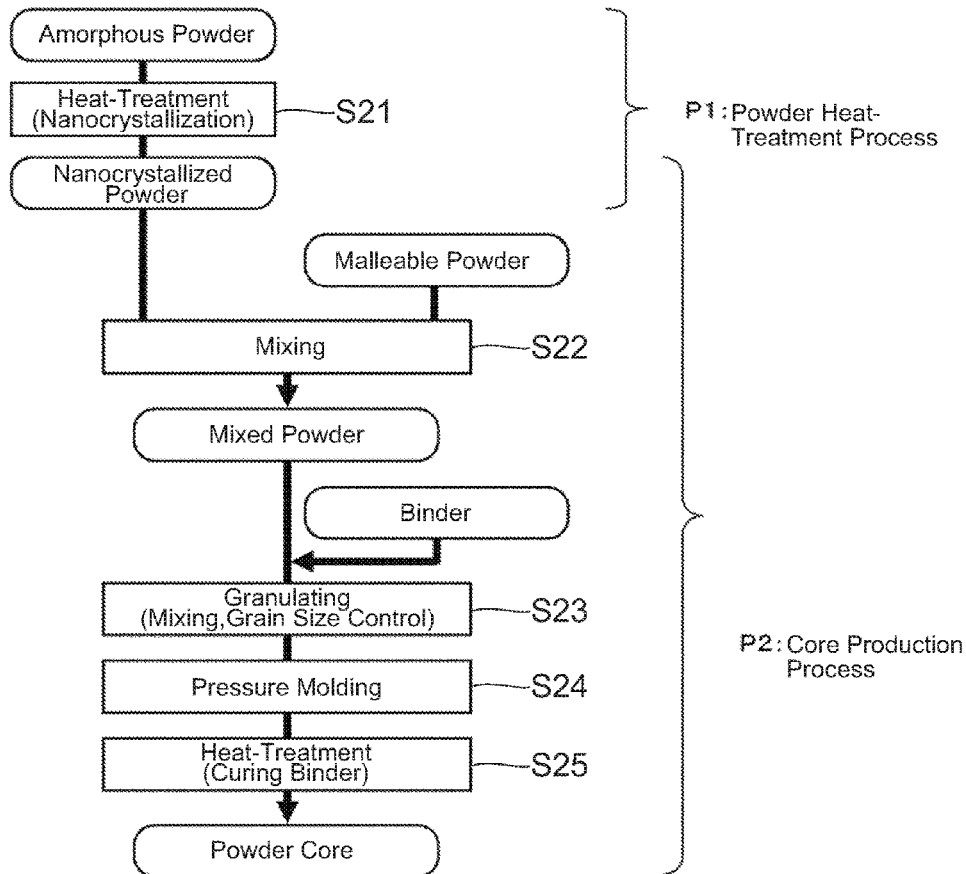 Amorphous Powder
Heat-Treatment
(Nanocrystallization)
S21
P1:Powder Heat-
Treatment Process
Nanocrystallized
Powder
Malleable Powder
Mixing
S22
Mixed Powder
Binder
Granulating
(Mixing,Grain Size Control)
S23
P2:Core Production
Process
Pressure Molding
S24
Heat-Treatment
(Curing Binder)
S25
Powder Core